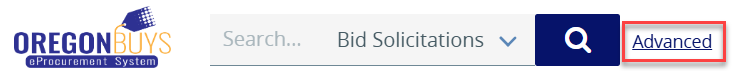 OREGONBUYS
eProcurement System
Search... Bid Solicitations Advanced